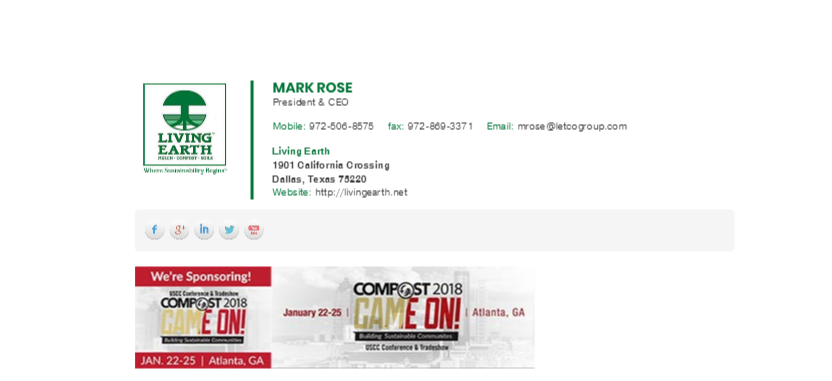 MARK ROSE
President & CEO
Mobile: 972-506-8575 fax: 972-869-3371 Email: mrose@letcogroup.com
Living Earth
1901 California Crossing
Dallas, Texas 75220
Website: http://livingearth.net
LIVING
EARTH
MULCH • COMPOST • SOILS
Where Sustainability Begins
f g+ in
You
We're Sponsoring!
USCC Conference & Tradeshow
COMPOST 2018
GAME ON!
Building Sustainable Communities
JAN. 22-25 | Atlanta, GA
January 22-25 |
COMPOST 2018
GAME ON!
Building Sustainable Communities
USCC Conference & Tradeshow
| Atlanta, GA